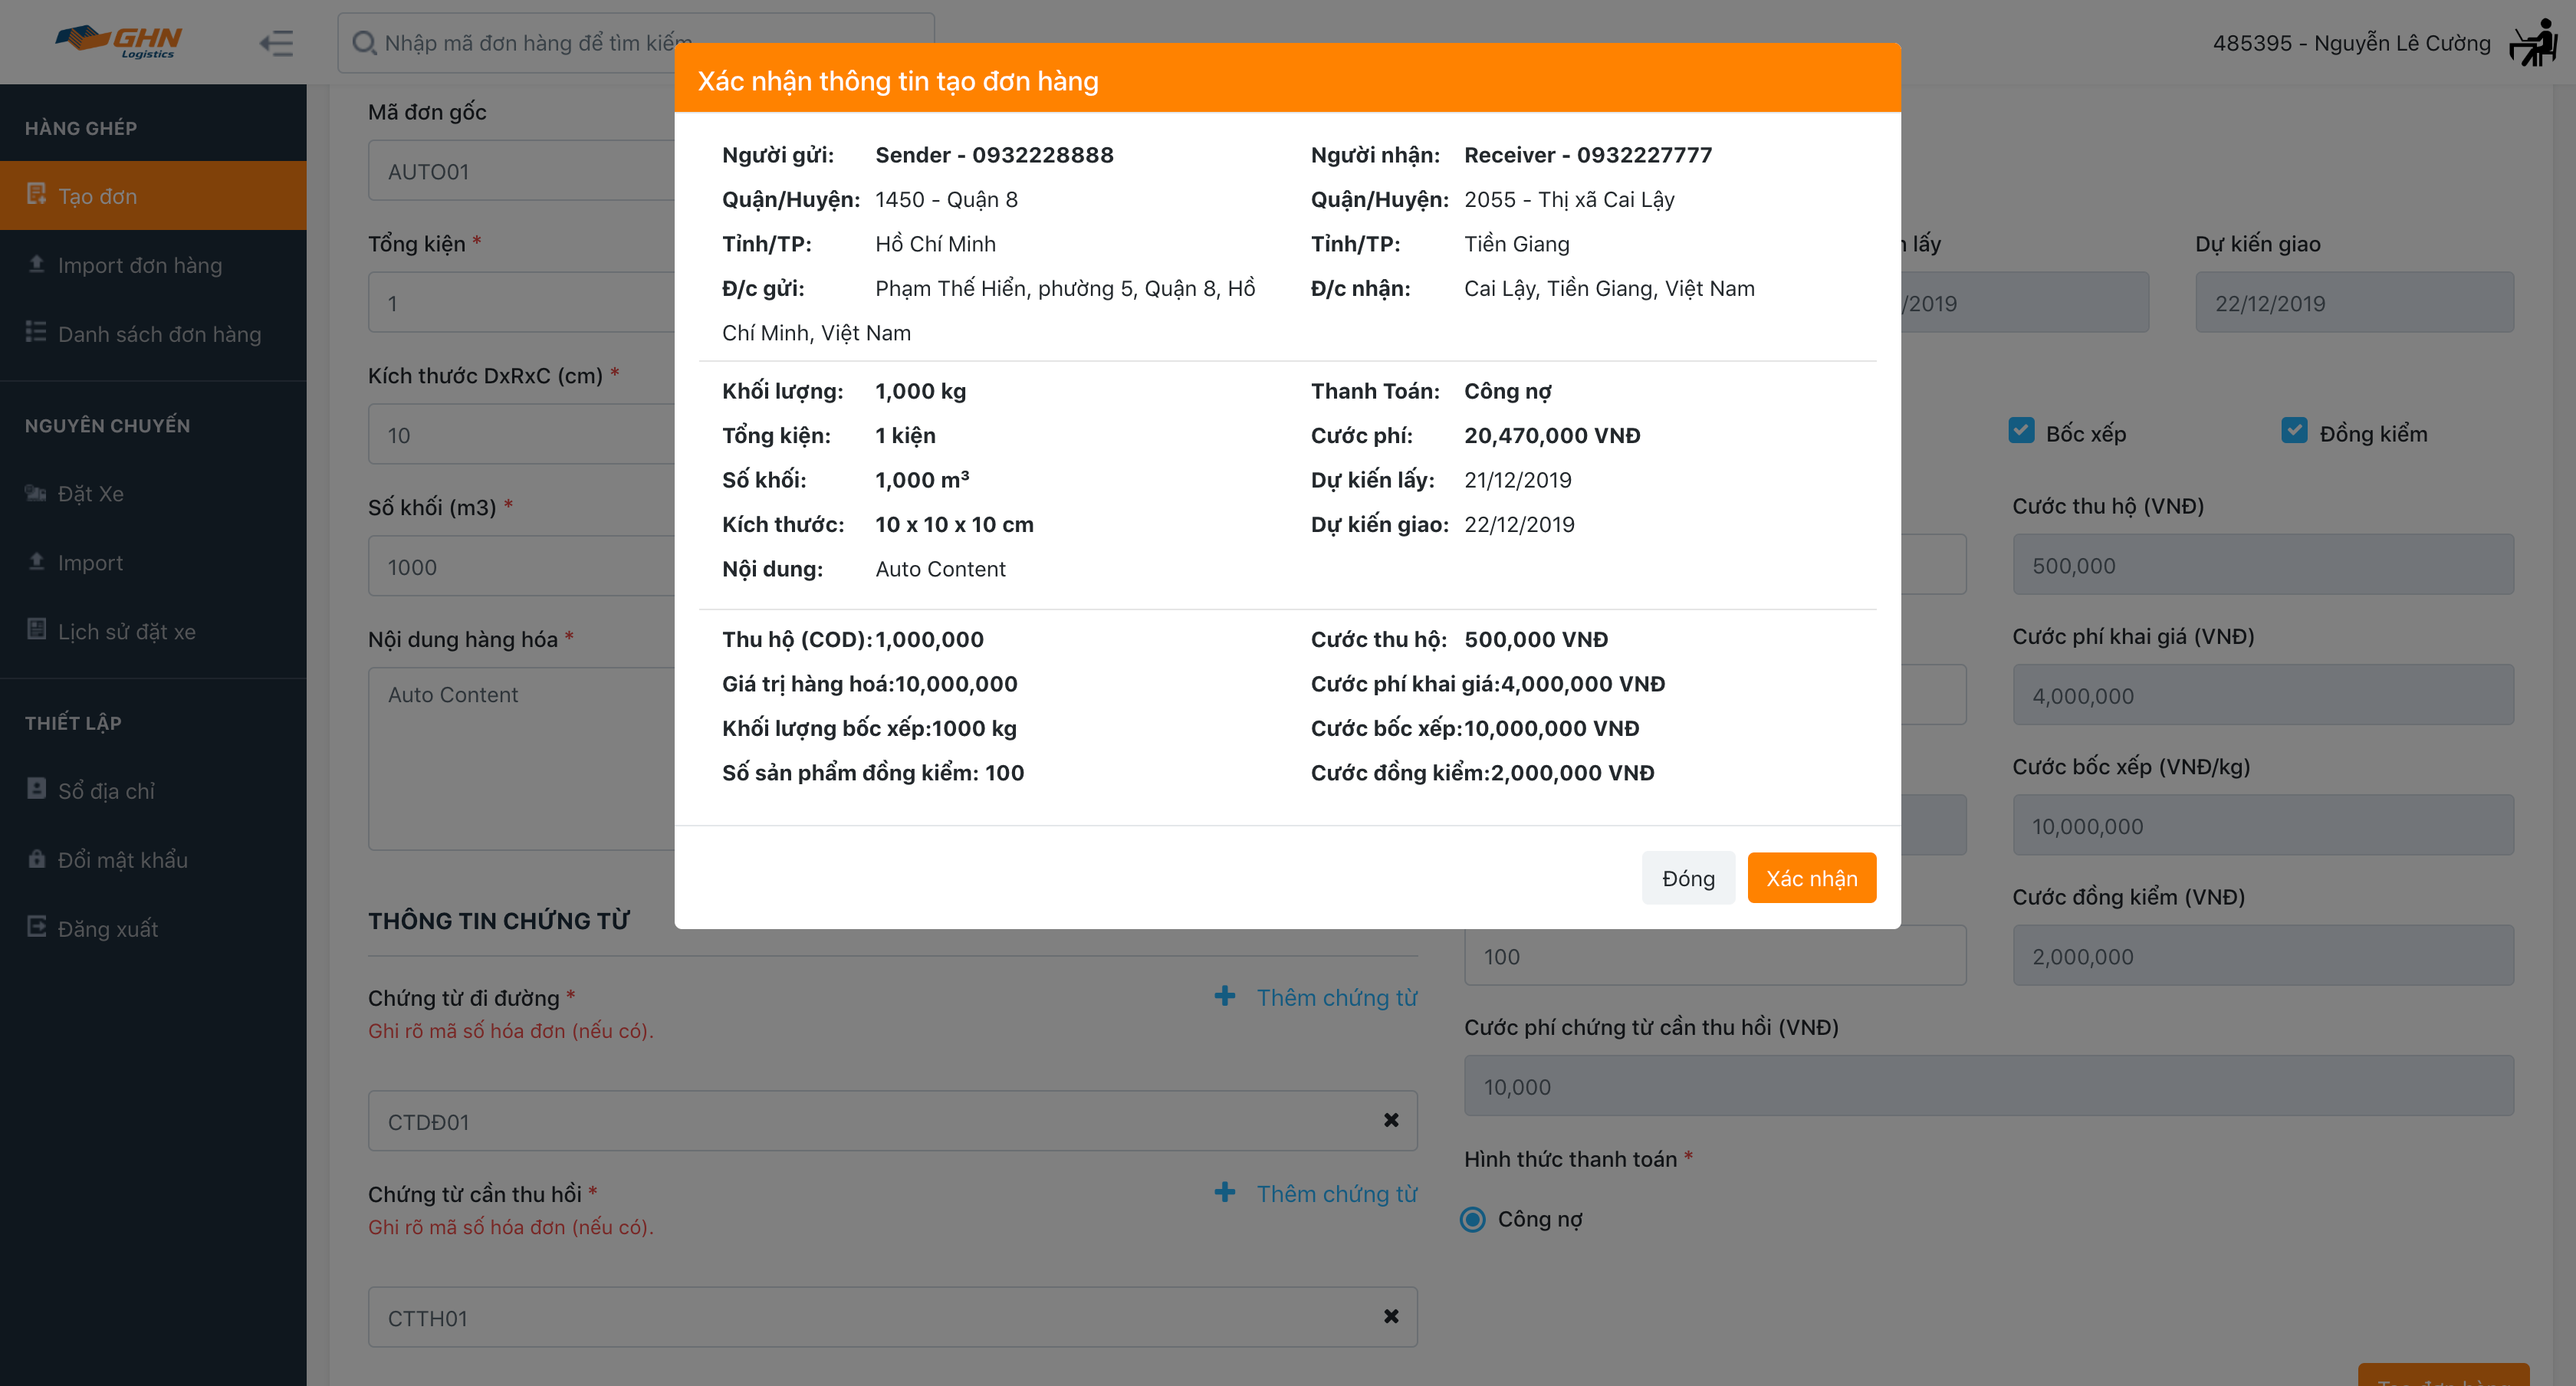 GHN
Logistics
Nhập mã đơn hàng để tìm kiếm
485395 - Nguyễn Lê Cường
HÀNG GHÉP
Tạo đơn
Import đơn hàng
Danh sách đơn hàng
NGUYÊN CHUYẾN
Đặt Xe
Import
Lịch sử đặt xe
THIẾT LẬP
Sổ địa chỉ
Đổi mật khẩu
Đăng xuất
Mã đơn gốc
AUTO01
Tổng kiện *
1
Kích thước DxRxC (cm) *
10
Số khối (m3) *
1000
Nội dung hàng hóa *
Auto Content
THÔNG TIN CHỨNG TỪ
Chứng từ đi đường *
Thêm chứng từ
Ghi rõ mã số hóa đơn (nếu có).
CTDĐ01
Chứng từ cần thu hồi *
Thêm chứng từ
Ghi rõ mã số hóa đơn (nếu có).
CTTH01
Xác nhận thông tin tạo đơn hàng
Người gửi: Sender - 0932228888
Quận/Huyện: 1450 - Quận 8
Tỉnh/TP: Hồ Chí Minh
Đ/c gửi: Phạm Thế Hiển, phường 5, Quận 8, Hồ
Chí Minh, Việt Nam
Người nhận: Receiver - 0932227777
Quận/Huyện: 2055 - Thị xã Cai Lậy
Tỉnh/TP: Tiền Giang
Đ/c nhận: Cai Lậy, Tiền Giang, Việt Nam
Khối lượng: 1,000 kg
Tổng kiện: 1 kiện
Số khối: 1,000 m³
Kích thước: 10 x 10 x 10 cm
Nội dung: Auto Content
Thanh Toán: Công nợ
Cước phí: 20,470,000 VNĐ
Dự kiến lấy: 21/12/2019
Dự kiến giao: 22/12/2019
Thu hộ (COD): 1,000,000
Giá trị hàng hoá:10,000,000
Khối lượng bốc xếp:1000 kg
Số sản phẩm đồng kiểm: 100
Cước thu hộ: 500,000 VNĐ
Cước phí khai giá:4,000,000 VNĐ
Cước bốc xếp:10,000,000 VNĐ
Cước đồng kiểm:2,000,000 VNĐ
Đóng
Xác nhận
lấy
/2019
Dự kiến giao
22/12/2019
Bốc xếp
Đồng kiểm
Cước thu hộ (VNĐ)
500,000
Cước phí khai giá (VNĐ)
4,000,000
Cước bốc xếp (VNĐ/kg)
10,000,000
Cước đồng kiểm (VNĐ)
100
2,000,000
Cước phí chứng từ cần thu hồi (VNĐ)
10,000
Hình thức thanh toán *
Công nợ